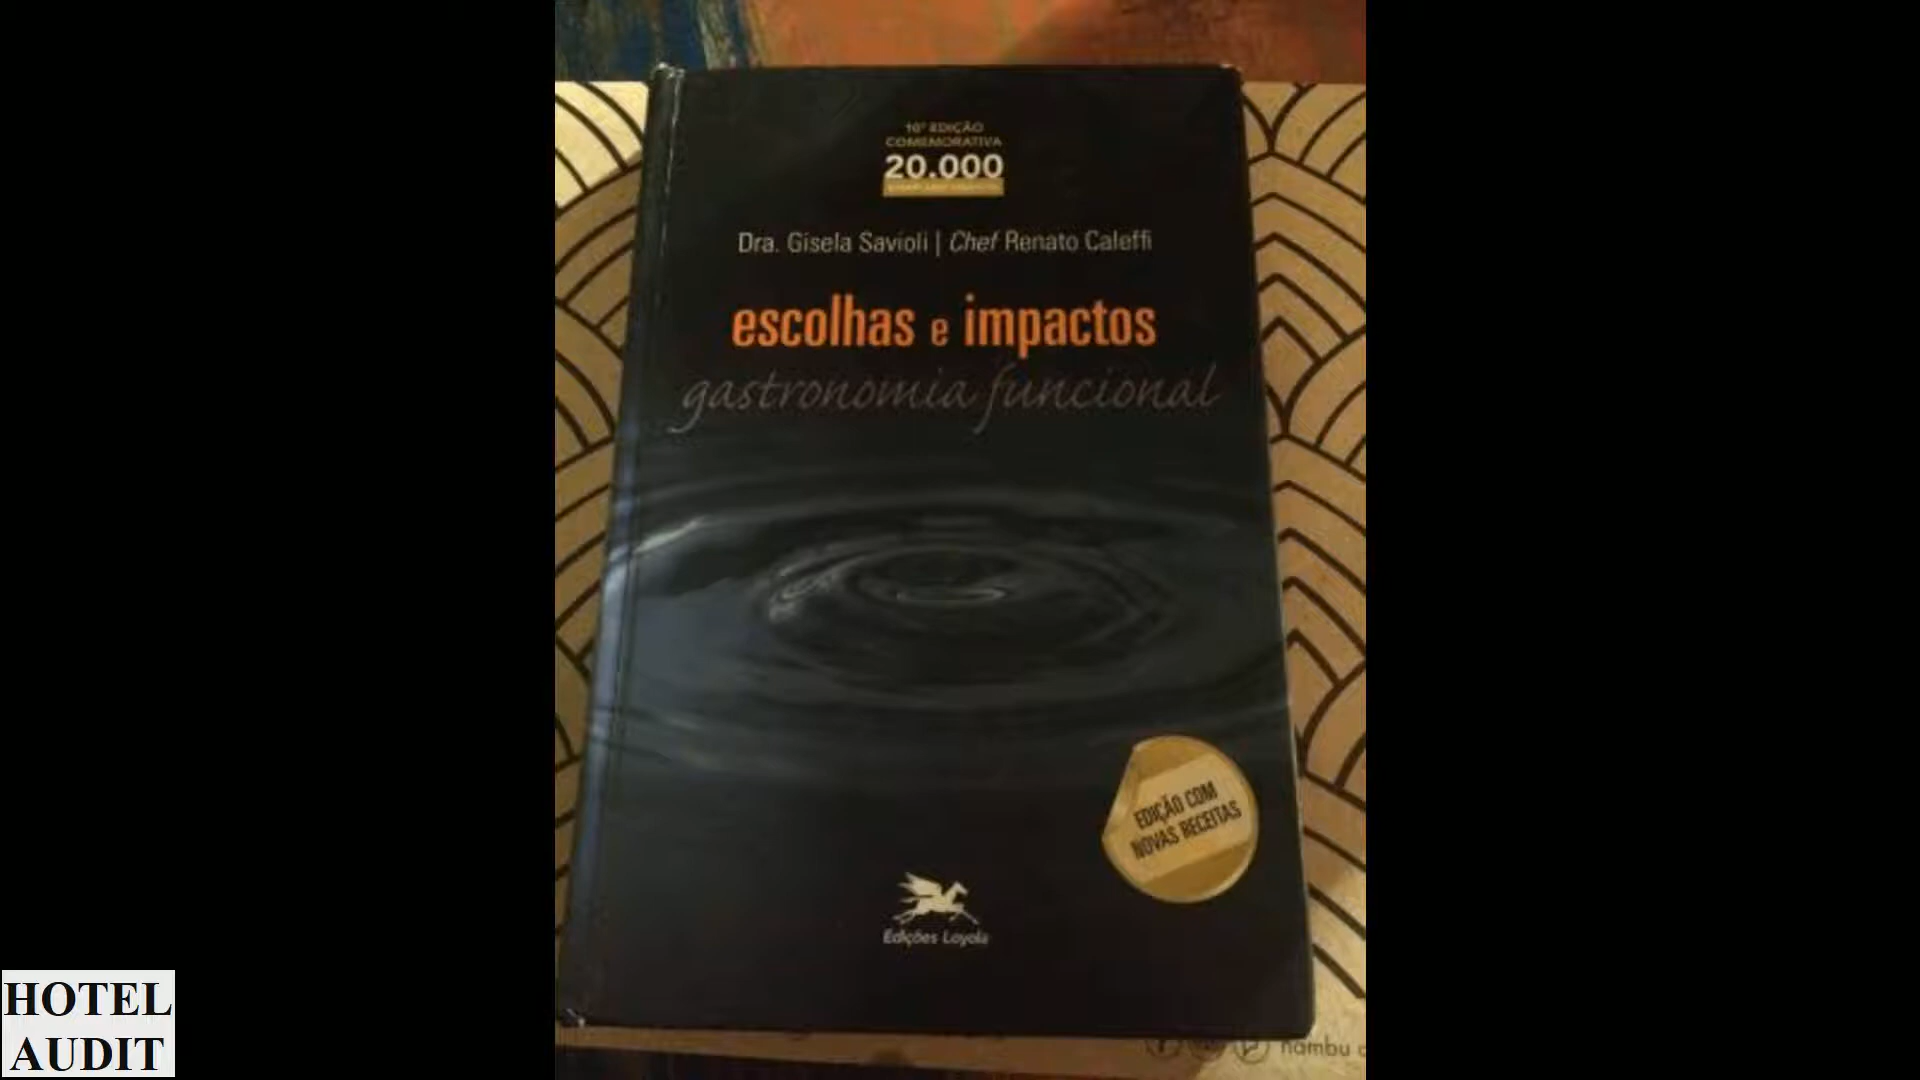 10ª EDIÇÃO
COMEMORATIVA
20.000
Dra. Gisela Savioli | Chef Renato Caleffi
escolhas e impactos
gastronomia funcional
EDIÇÃO COM
NOVAS RECEITAS
Edições Loyola
nambu
HOTEL
AUDIT